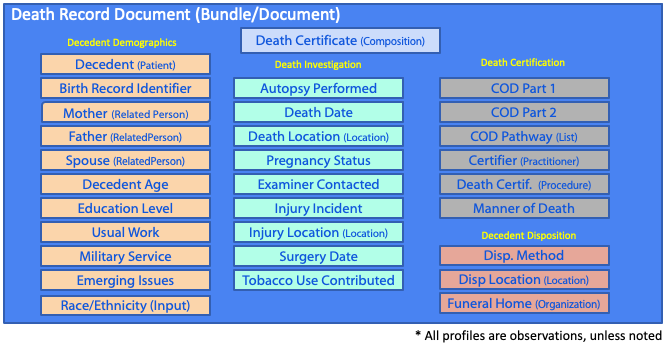 Death Record Document (Bundle/Document)
Death Certificate (Composition)
Decedent Demographics
Decedent (Patient)
Birth Record Identifier
Mother (Related Person)
Father (RelatedPerson)
Spouse (RelatedPerson)
Decedent Age
Education Level
Usual Work
Military Service
Emerging Issues
Race/Ethnicity (Input)
Death Investigation
Autopsy Performed
Death Date
Death Location (Location)
Pregnancy Status
Examiner Contacted
Injury Incident
Injury Location (Location)
Surgery Date
Tobacco Use Contributed
Death Certification
COD Part 1
COD Part 2
COD Pathway (List)
Certifier (Practitioner)
Death Certif. (Procedure)
Manner of Death
Decedent Disposition
Disp. Method
Disp Location (Location)
Funeral Home (Organization)
* All profiles are observations, unless noted